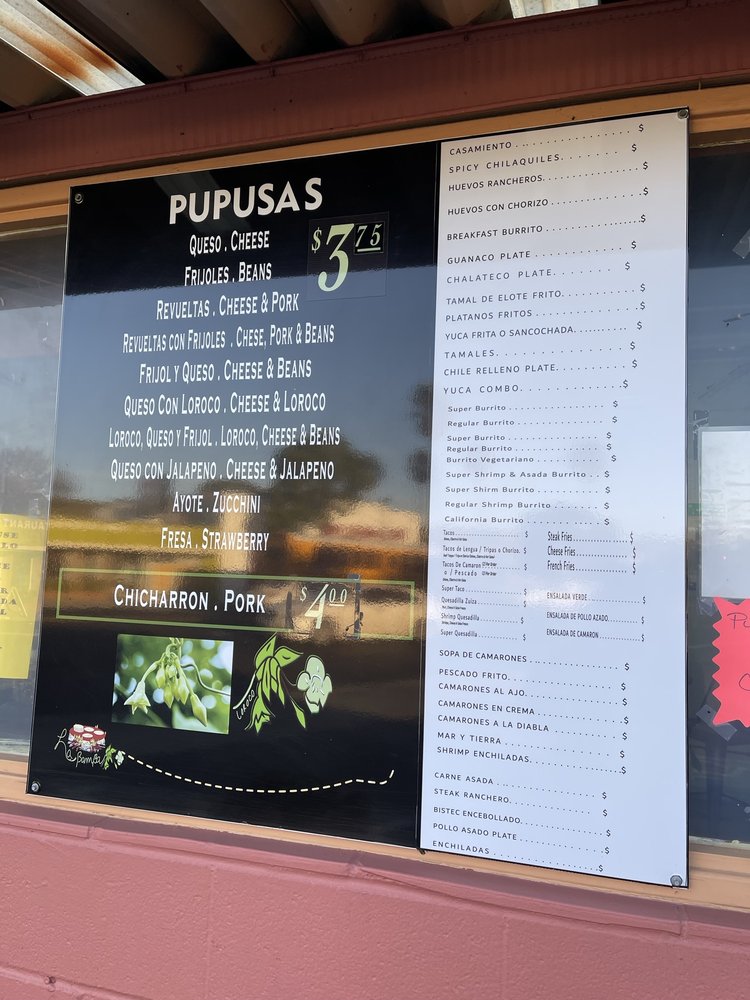 PUPUSAS
$3.75
QUESO . CHEESE
FRIJOLES . BEANS
REVUELTAS . CHEESE & PORK
REVUELTAS CON FRIJOLES . CHESE, PORK & BEANS
FRIJOL Y QUESO . CHEESE & BEANS
QUESO CON LOROCO . CHEESE & LOROCO
LOROCO, QUESO Y FRIJOL . LOROCO, CHEESE & BEANS
QUESO CON JALAPENO . CHEESE & JALAPENO
AYOTE . ZUCCHINI
FRESA . STRAWBERRY
CHICHARRON . PORK $4.00
LOROCO
CASAMIENTO . . . . . . . . . . . . . . . . $
SPICY CHILAQUILES. . . . . . . $
HUEVOS RANCHEROS. . . . . . . . . . . . . . . $
HUEVOS CON CHORIZO . . . . . . . . . . . . . . $
BREAKFAST BURRITO . . . . . . . . . . . . . . . $
GUANACO PLATE . . . . . . . . . . . . $
CHALATECO PLATE. . . . . . . $
TAMAL DE ELOTE FRITO. . . . . . . . . . . . $
PLATANOS FRITOS . . . . . . . . . . . . . . . $
YUCA FRITA O SANCOCHADA. . . . . . . . . . $
TAMALES. . . . . . . . . . . . $
CHILE RELLENO PLATE. . . . . . . . . . . $
YUCA COMBO. . . . . . . . . . . . . $
Super Burrito . . . . . . . . . . . . . . . . $
Regular Burrito . . . . . . . . . . . . . . . $
Super Burrito . . . . . . . . . . . . . . . $
Regular Burrito . . . . . . . . . . . . . . $
Burrito Vegetariano . . . . . . . . . . $
Super Shrimp & Asada Burrito . . $
Super Shirm Burrito . . . . . . . . . . $
Regular Shrimp Burrito . . . . . . . $
California Burrito . . . . . . . . . . . $
Tacos . . . . . . . . . . . . . . . $
Tacos de Lengua / Tripas o Chorizo. $
Tacos De Camaron
o / Pescado . . . . . . . . . . $
Super Taco . . . . . . . . . . . . . $
Quesadilla Zuiza . . . . . . . . . . $
Shrimp Quesadilla . . . . . . . . . $
Super Quesadilla . . . . . . . . . . $
Steak Fries . . . . . . . . . . . . . $
Cheese Fries . . . . . . . . . . . . $
French Fries . . . . . . . . . . . . $
ENSALADA VERDE . . . . . . . . . . . $
ENSALADA DE POLLO AZADO. . . . . . . $
ENSALADA DE CAMARON. . . . . . . . . $
SOPA DE CAMARONES . . . . . . . . . . . . . $
PESCADO FRITO. . . . . . . . . . . . . . $
CAMARONES AL AJO. . . . . . . . . . . . . $
CAMARONES EN CREMA . . . . . . . . . . . . $
CAMARONES A LA DIABLA . . . . . . . . . . $
MAR Y TIERRA . . . . . . . . . . . . . . $
SHRIMP ENCHILADAS. . . . . . . . . . . . . $
CARNE ASADA . . . . . . . . . . . . . $
STEAK RANCHERO. . . . . . . . . . . . . $
BISTEC ENCEBOLLADO. . . . . . . . . . . . $
POLLO ASADO PLATE . . . . . . . . . . . . $
ENCHILADAS . . . . . . . . . . . . . . $